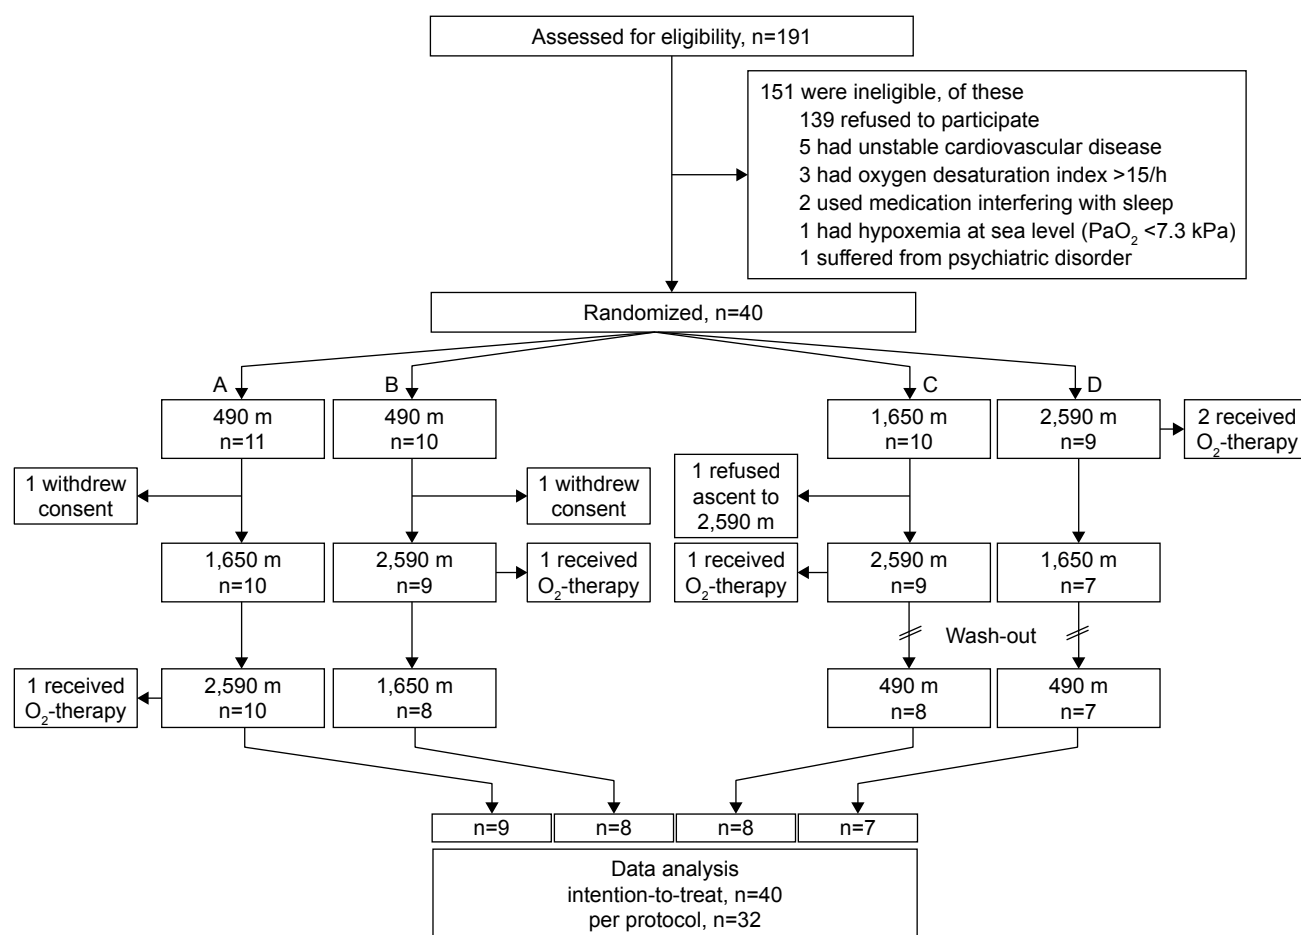 Assessed for eligibility, n=191
151 were ineligible, of these
139 refused to participate
5 had unstable cardiovascular disease
3 had oxygen desaturation index >15/h
2 used medication interfering with sleep
1 had hypoxemia at sea level (PaO₂ <7.3 kPa)
1 suffered from psychiatric disorder
Randomized, n=40
A
B
C
D
490 m
n=11
490 m
n=10
1,650 m
n=10
2,590 m
n=9
2 received
O₂-therapy
1 withdrew
consent
1 withdrew
consent
1 refused
ascent to
2,590 m
1,650 m
n=10
2,590 m
n=9
1 received
O₂-therapy
1 received
O₂-therapy
2,590 m
n=9
1,650 m
n=7
Wash-out
1 received
O₂-therapy
2,590 m
n=10
1,650 m
n=8
490 m
n=8
490 m
n=7
n=9
n=8
n=8
n=7
Data analysis
intention-to-treat, n=40
per protocol, n=32